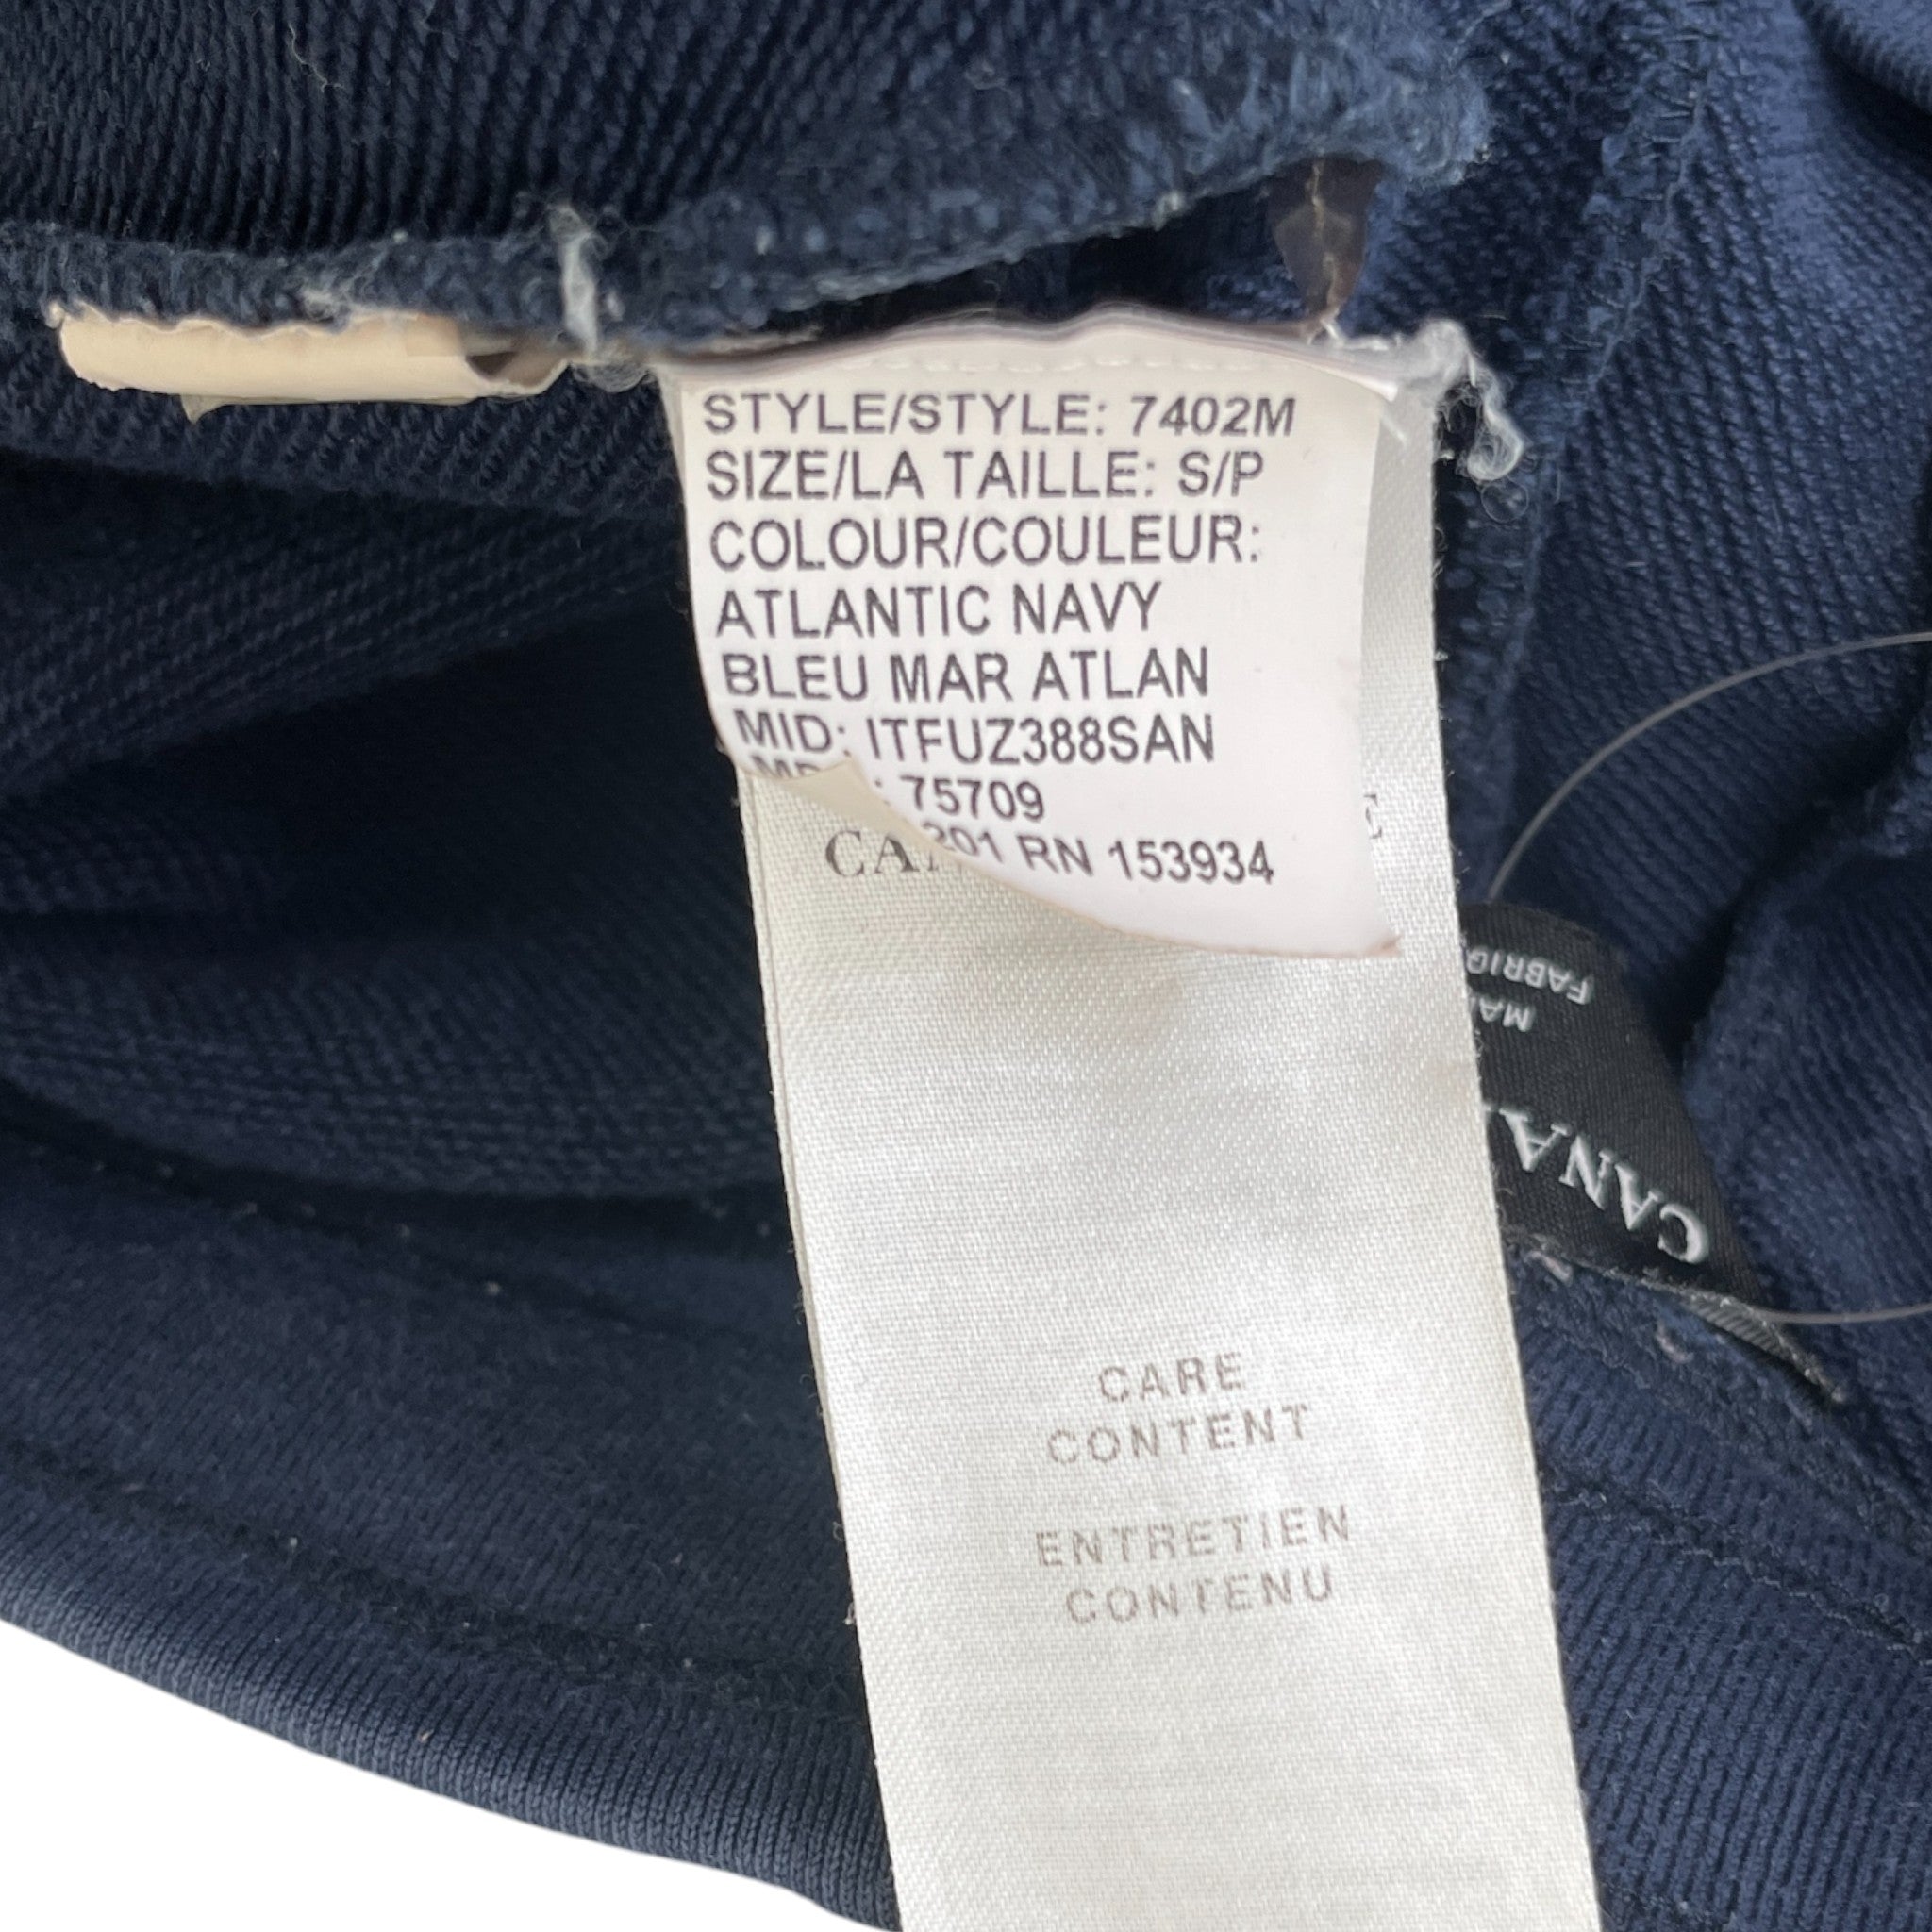 STYLE/STYLE: 7402M
SIZE/LA TAILLE: S/P
COLOUR/COULEUR:
ATLANTIC NAVY
BLEU MAR ATLAN
MID: ITFUZ388SAN
: 75709
201 RN 153934
CARE
CONTENT
ENTRETIEN
CONTENU